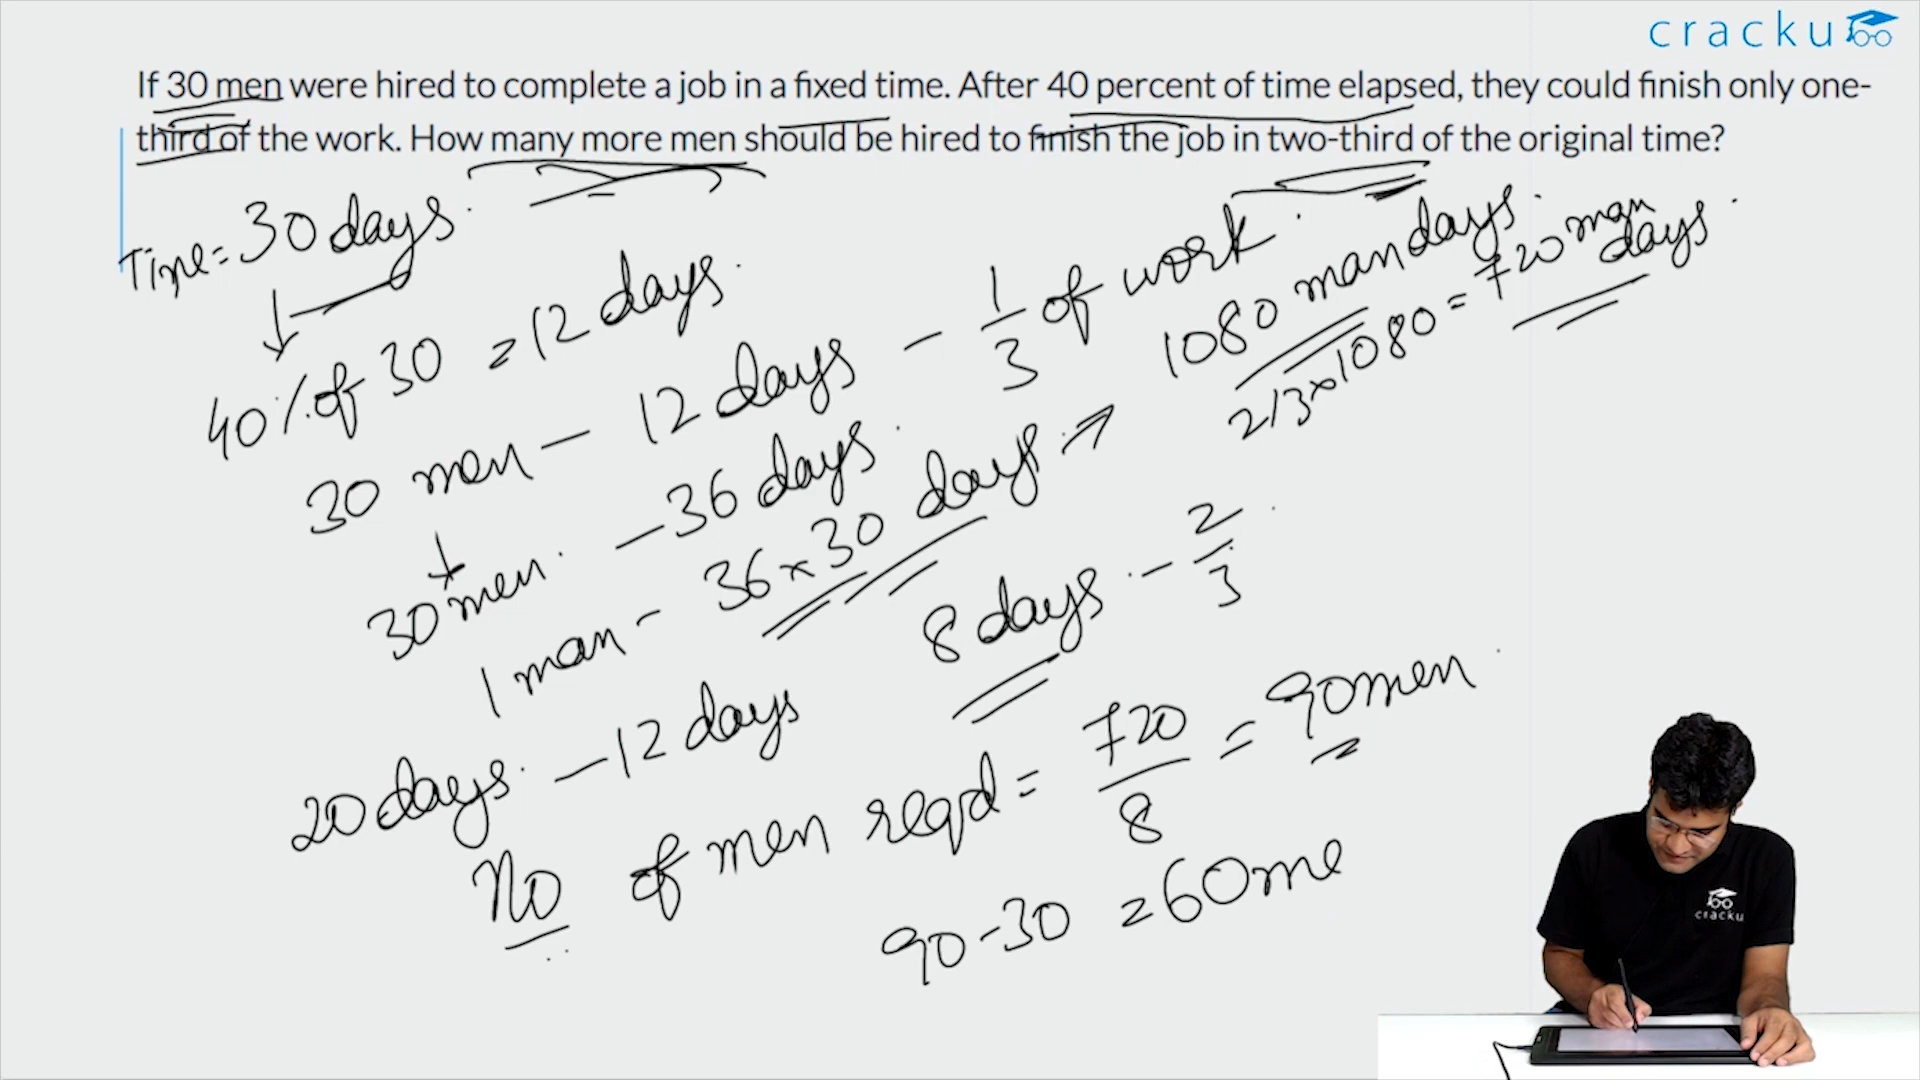 cracku
If 30 men were hired to complete a job in a fixed time. After 40 percent of time elapsed, they could finish only one-
third of the work. How many more men should be hired to finish the job in two-third of the original time?
Time = 30 days.
40% of 30 = 12 days.
30 men - 12 days - 1/3 of work.
30 men. - 36 days.
1 man - 36 x 30 days. ⇒ 1080 mandays.
2/3 x 1080 = 720 man days.
20 days. - 12 days
8 days. - 2/3
No of men reqd = 720/8 = 90 men.
90 - 30 = 60 me
cracku